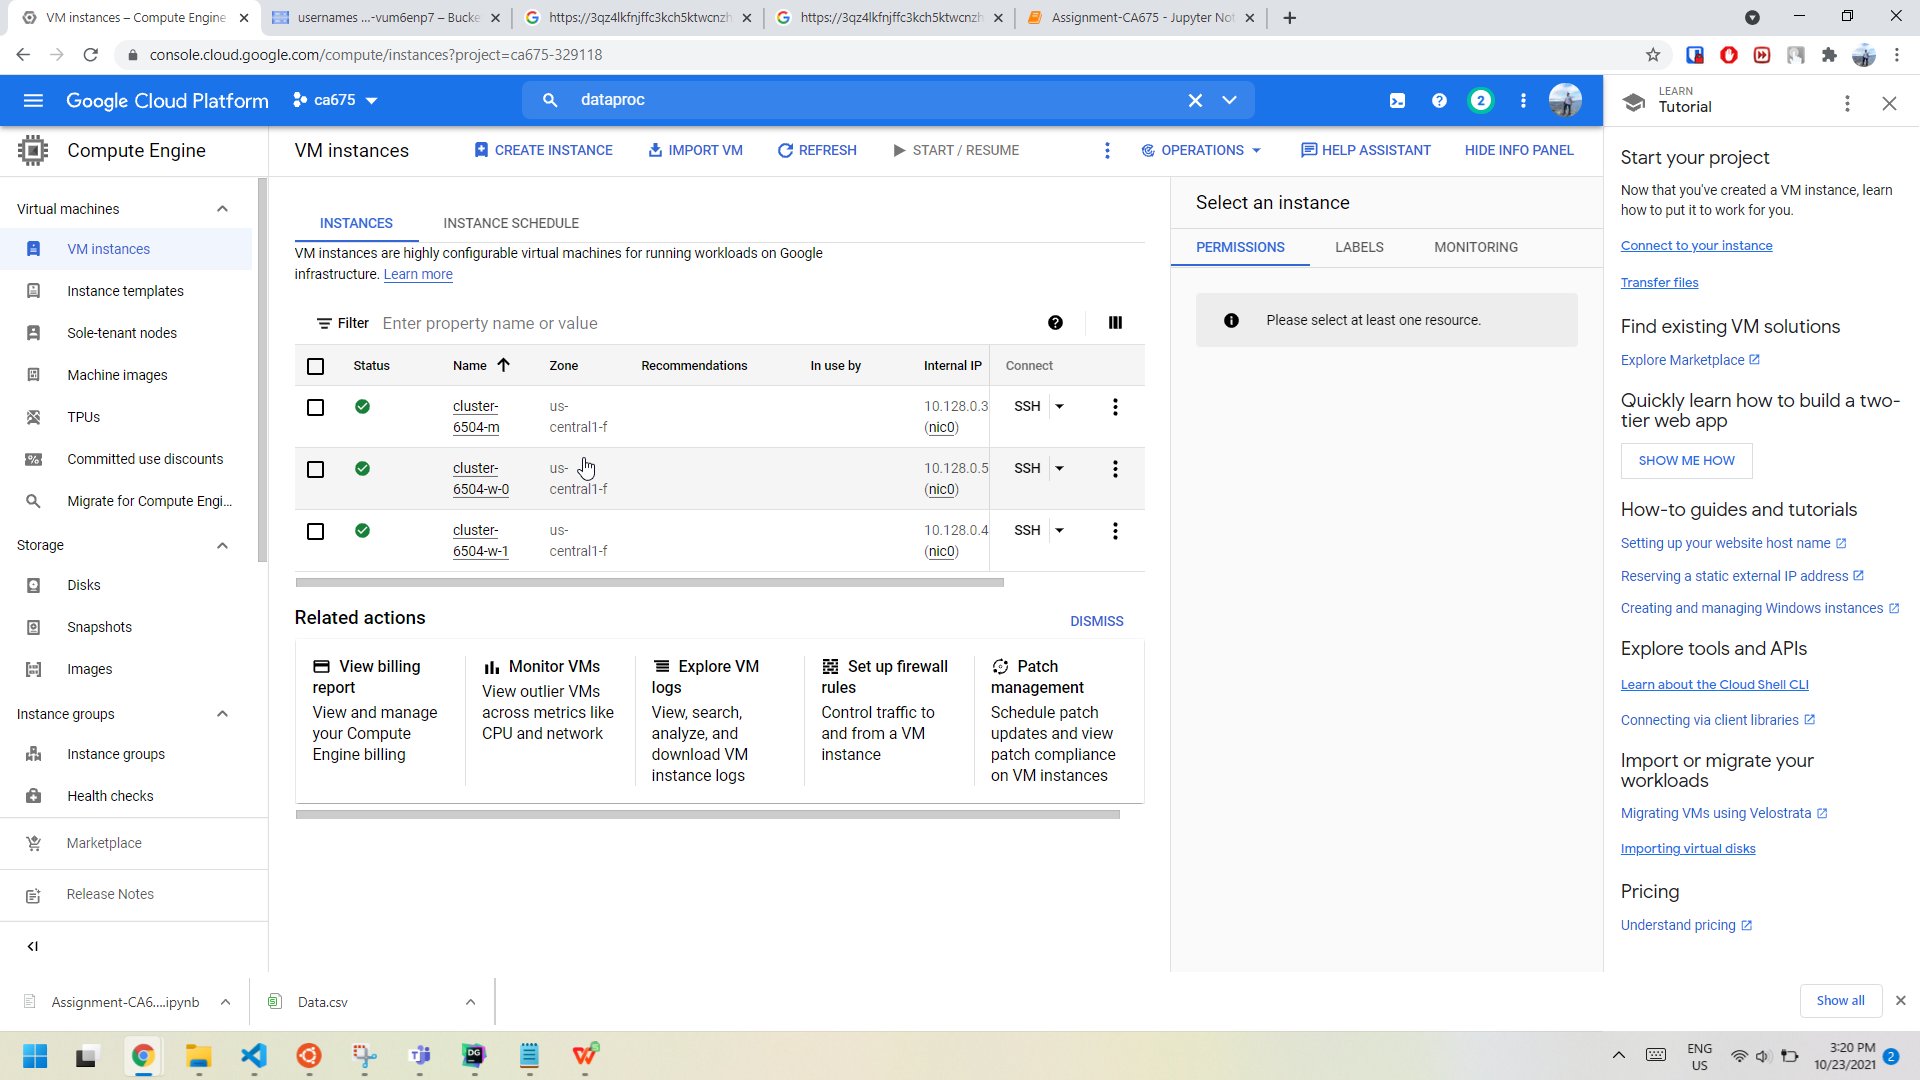 VM instances – Compute Engine
usernames ...-vum6enp7 – Bucke
https://3qz4lkfnjffc3kch5ktwcnzh
https://3qz4lkfnjffc3kch5ktwcnzh
Assignment-CA675 - Jupyter Not
console.cloud.google.com/compute/instances?project=ca675-329118
Google Cloud Platform
ca675
dataproc
2
LEARN
Tutorial
Compute Engine
VM instances
CREATE INSTANCE
IMPORT VM
REFRESH
START / RESUME
OPERATIONS
HELP ASSISTANT
HIDE INFO PANEL
Virtual machines
VM instances
Instance templates
Sole-tenant nodes
Machine images
TPUs
Committed use discounts
Migrate for Compute Engi...
Storage
Disks
Snapshots
Images
Instance groups
Instance groups
Health checks
Marketplace
Release Notes
INSTANCES
INSTANCE SCHEDULE
VM instances are highly configurable virtual machines for running workloads on Google
infrastructure. Learn more
Filter
Enter property name or value
Status
Name
Zone
Recommendations
In use by
Internal IP
Connect
cluster-
6504-m
us-
central1-f
10.128.0.3
(nic0)
SSH
cluster-
6504-w-0
us-
central1-f
10.128.0.5
(nic0)
SSH
cluster-
6504-w-1
us-
central1-f
10.128.0.4
(nic0)
SSH
Related actions
DISMISS
View billing
report
View and manage
your Compute
Engine billing
Monitor VMs
View outlier VMs
across metrics like
CPU and network
Explore VM
logs
View, search,
analyze, and
download VM
instance logs
Set up firewall
rules
Control traffic to
and from a VM
instance
Patch
management
Schedule patch
updates and view
patch compliance
on VM instances
Select an instance
PERMISSIONS
LABELS
MONITORING
Please select at least one resource.
Start your project
Now that you've created a VM instance, learn
how to put it to work for you.
Connect to your instance
Transfer files
Find existing VM solutions
Explore Marketplace
Quickly learn how to build a two-
tier web app
SHOW ME HOW
How-to guides and tutorials
Setting up your website host name
Reserving a static external IP address
Creating and managing Windows instances
Explore tools and APIs
Learn about the Cloud Shell CLI
Connecting via client libraries
Import or migrate your
workloads
Migrating VMs using Velostrata
Importing virtual disks
Pricing
Understand pricing
Assignment-CA6....ipynb
Data.csv
Show all
ENG
US
3:20 PM
10/23/2021
2